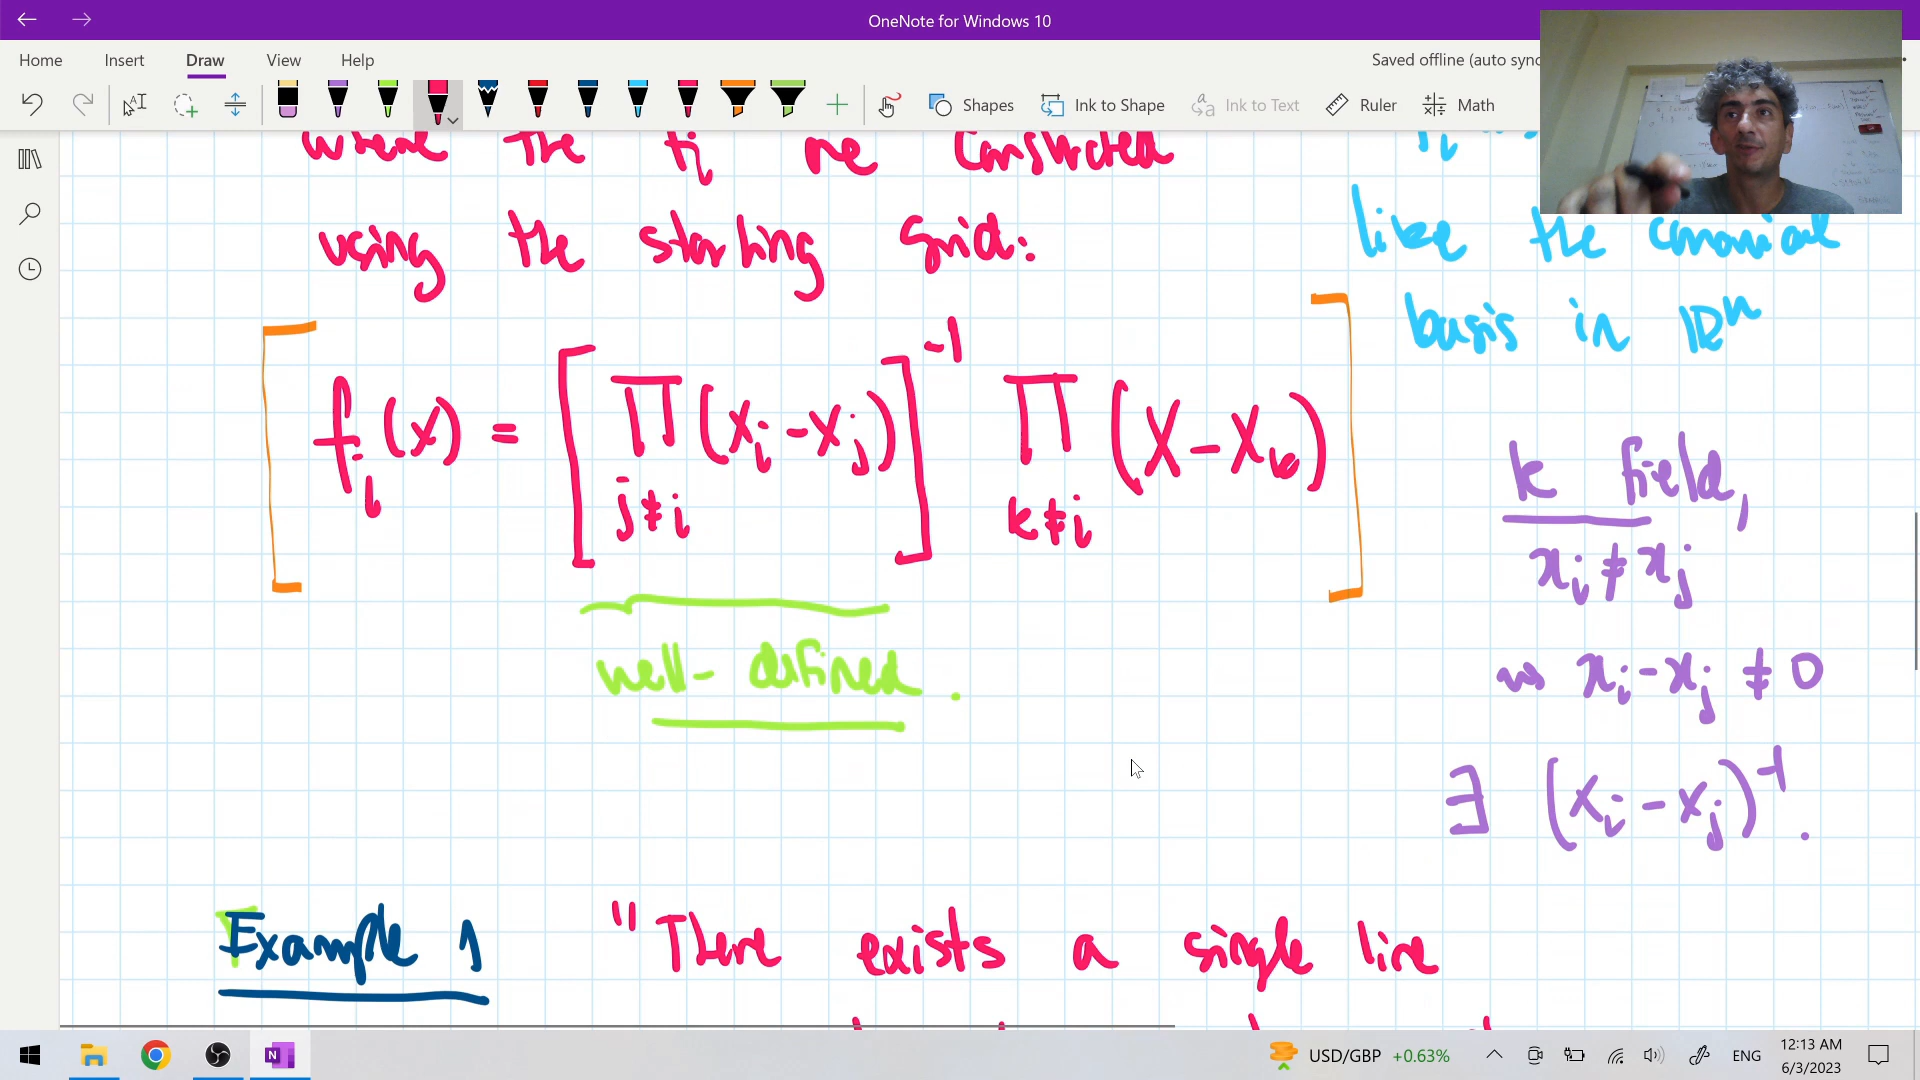 OneNote for Windows 10
Home Insert Draw View Help
Saved offline (auto sync
Shapes Ink to Shape Ink to Text Ruler Math
where the fi are constructed
using the starting grid:
fi(x) = [∏ (xi-xj)]^-1 ∏ (X-Xk)
j≠i k≠i
well-defined.
like the canonical
basis in ℝ^n
k field,
xi ≠ xj
⇝ xi-xj ≠ 0
∃ (xi-xj)^-1.
Example 1 "There exists a single line
USD/GBP +0.63%
ENG
12:13 AM
6/3/2023